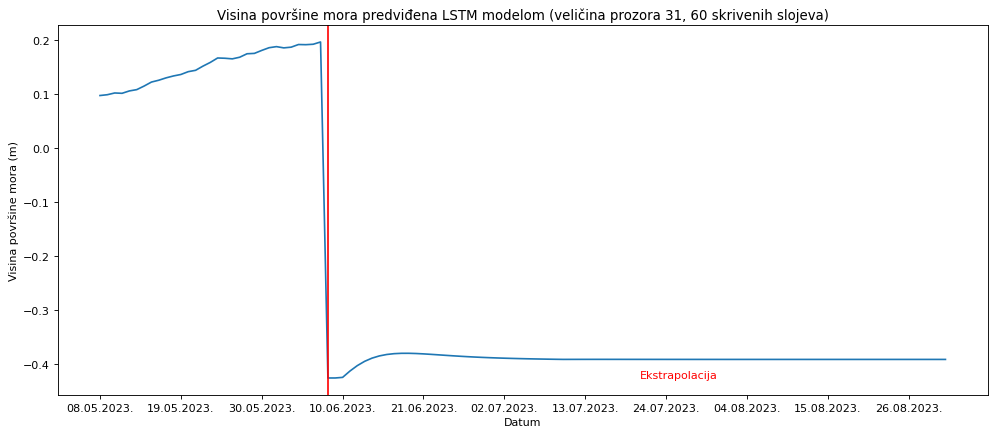 Visina površine mora predviđena LSTM modelom (veličina prozora 31, 60 skrivenih slojeva)
Visina površine mora (m)
0.2
0.1
0.0
−0.1
−0.2
−0.3
−0.4
Ekstrapolacija
08.05.2023. 19.05.2023. 30.05.2023. 10.06.2023. 21.06.2023. 02.07.2023. 13.07.2023. 24.07.2023. 04.08.2023. 15.08.2023. 26.08.2023.
Datum